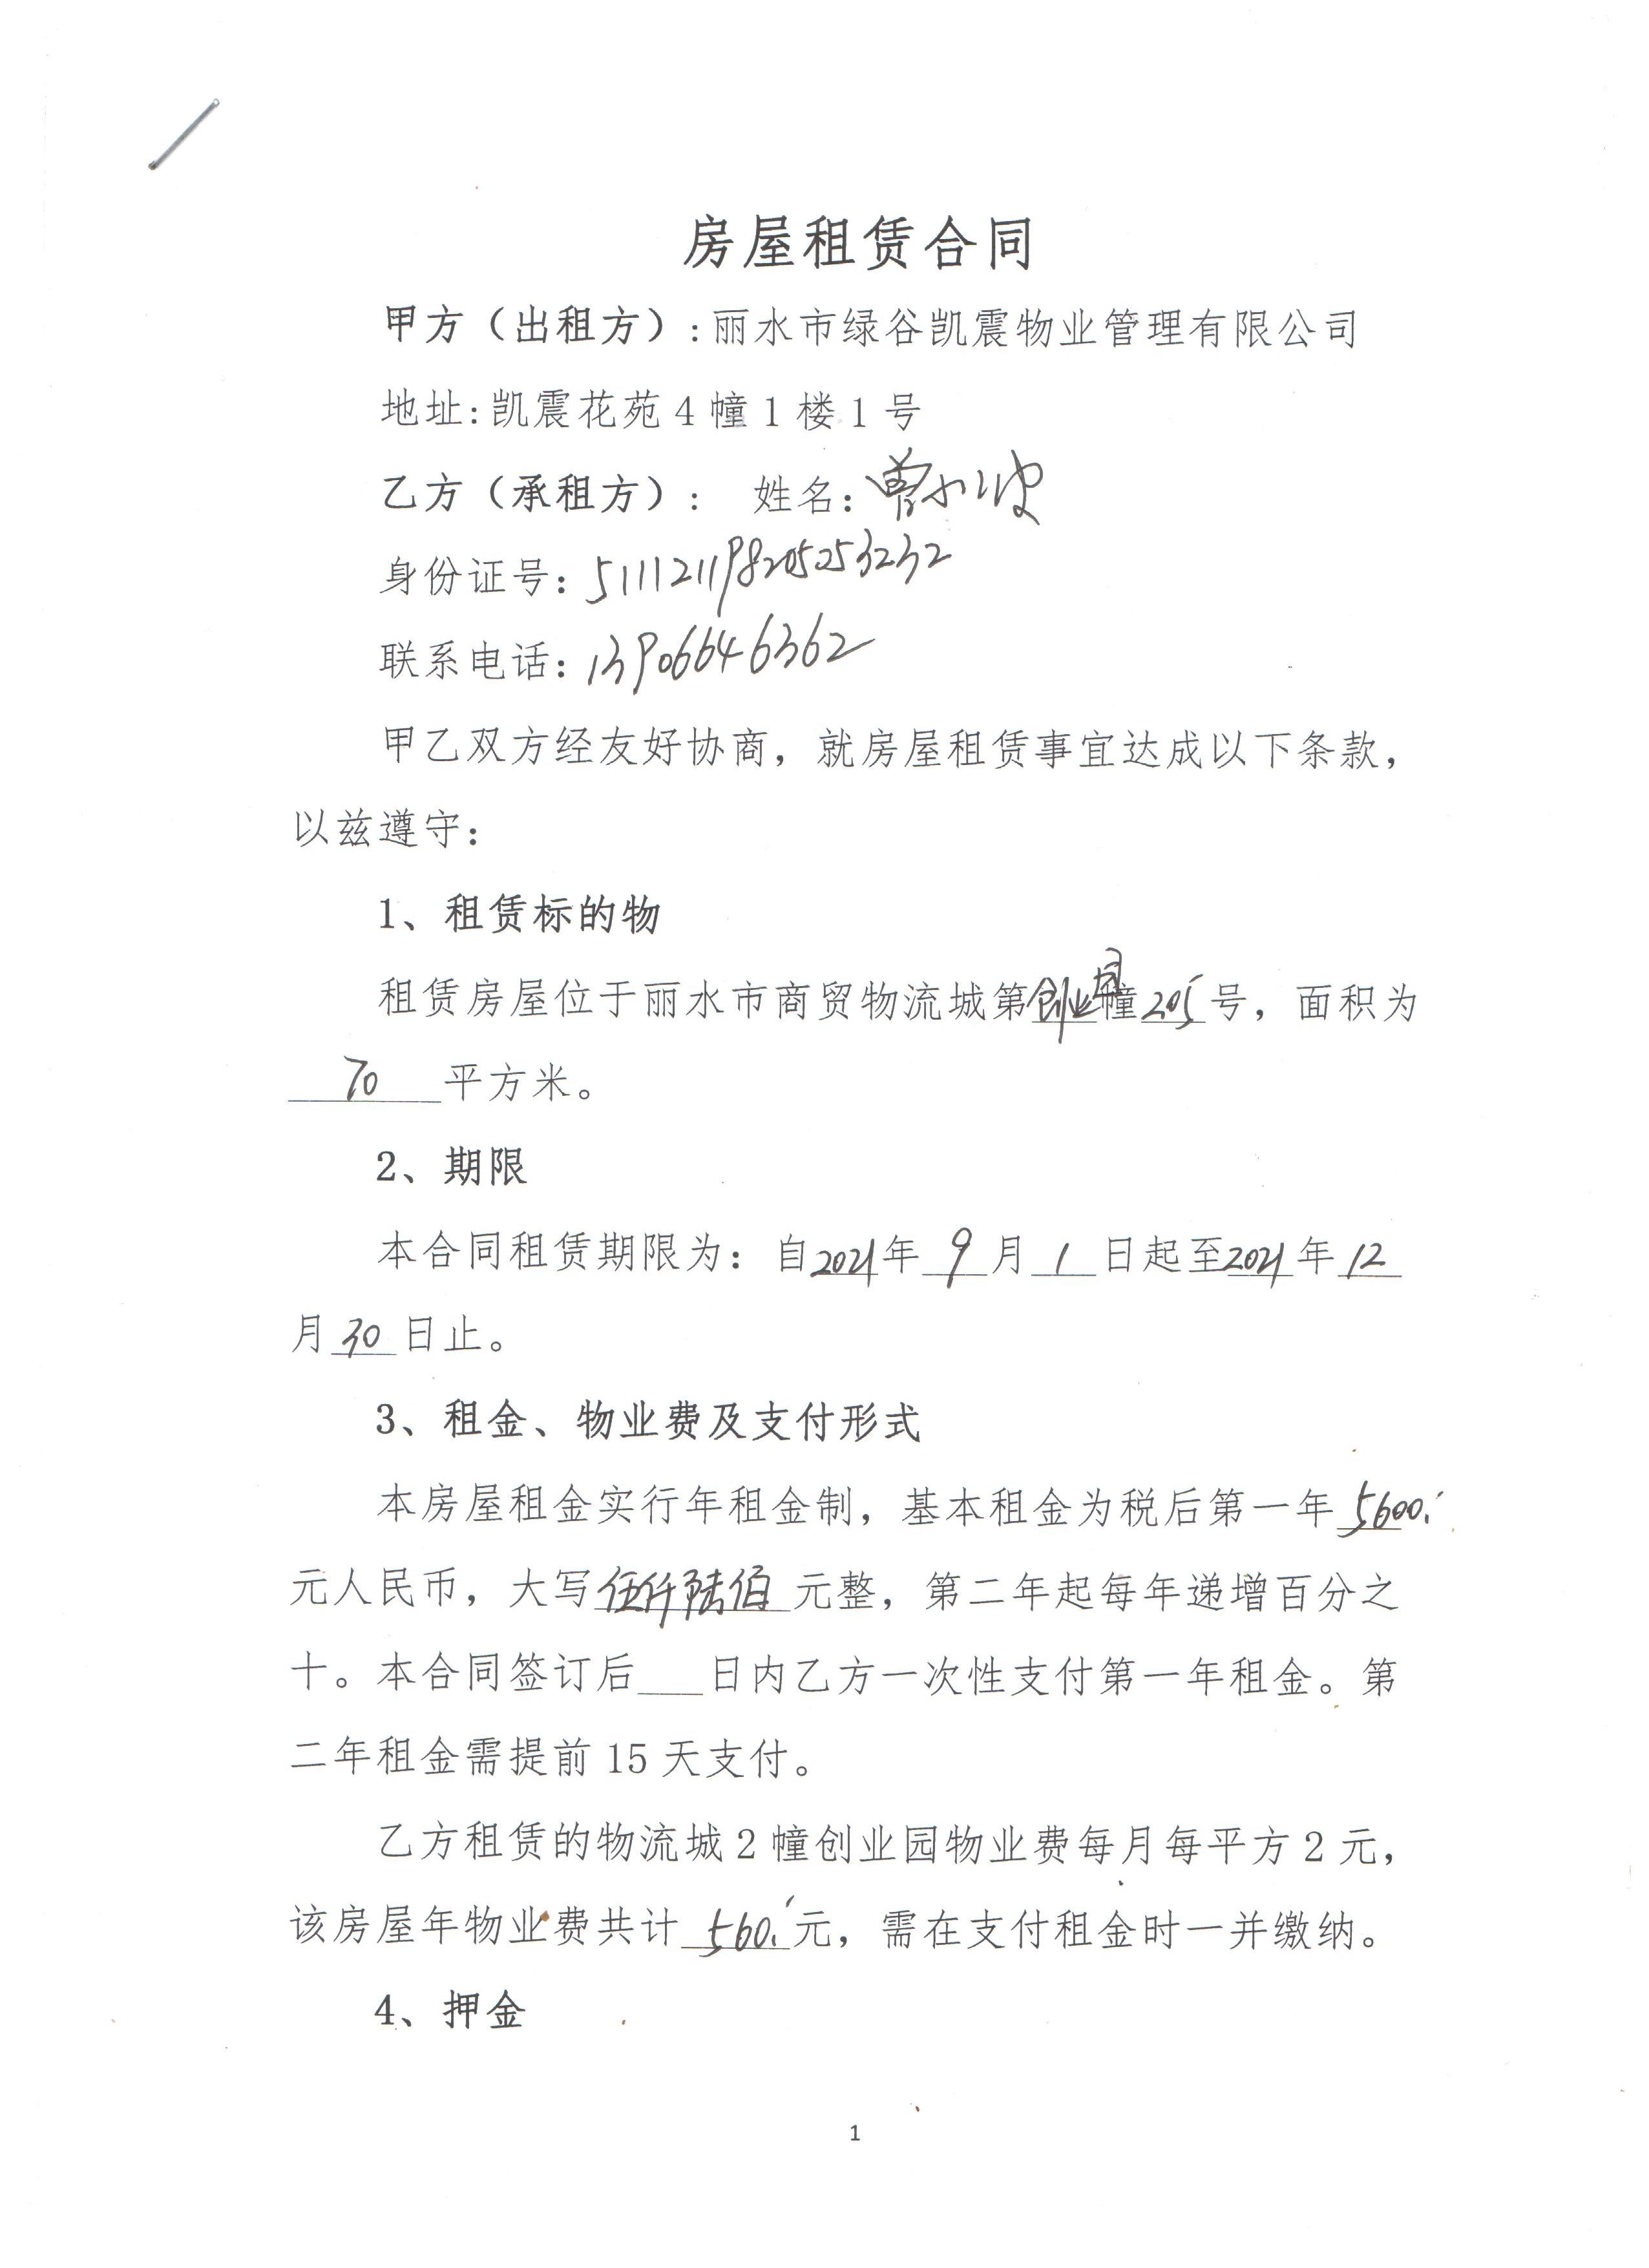 房屋租赁合同
甲方（出租方）:丽水市绿谷凯震物业管理有限公司
地址:凯震花苑4幢1楼1号
乙方（承租方）: 姓名:曾小波
身份证号:511121198205253232
联系电话:13906646362
甲乙双方经友好协商，就房屋租赁事宜达成以下条款，
以兹遵守:
1、租赁标的物
租赁房屋位于丽水市商贸物流城第创业园幢205号，面积为
70平方米。
2、期限
本合同租赁期限为:自2021年9月1日起至2021年12
月30日止。
3、租金、物业费及支付形式
本房屋租金实行年租金制，基本租金为税后第一年5600.
元人民币，大写伍仟陆佰元整，第二年起每年递增百分之
十。本合同签订后___日内乙方一次性支付第一年租金。第
二年租金需提前15天支付。
乙方租赁的物流城2幢创业园物业费每月每平方2元，
该房屋年物业费共计560.元，需在支付租金时一并缴纳。
4、押金
1